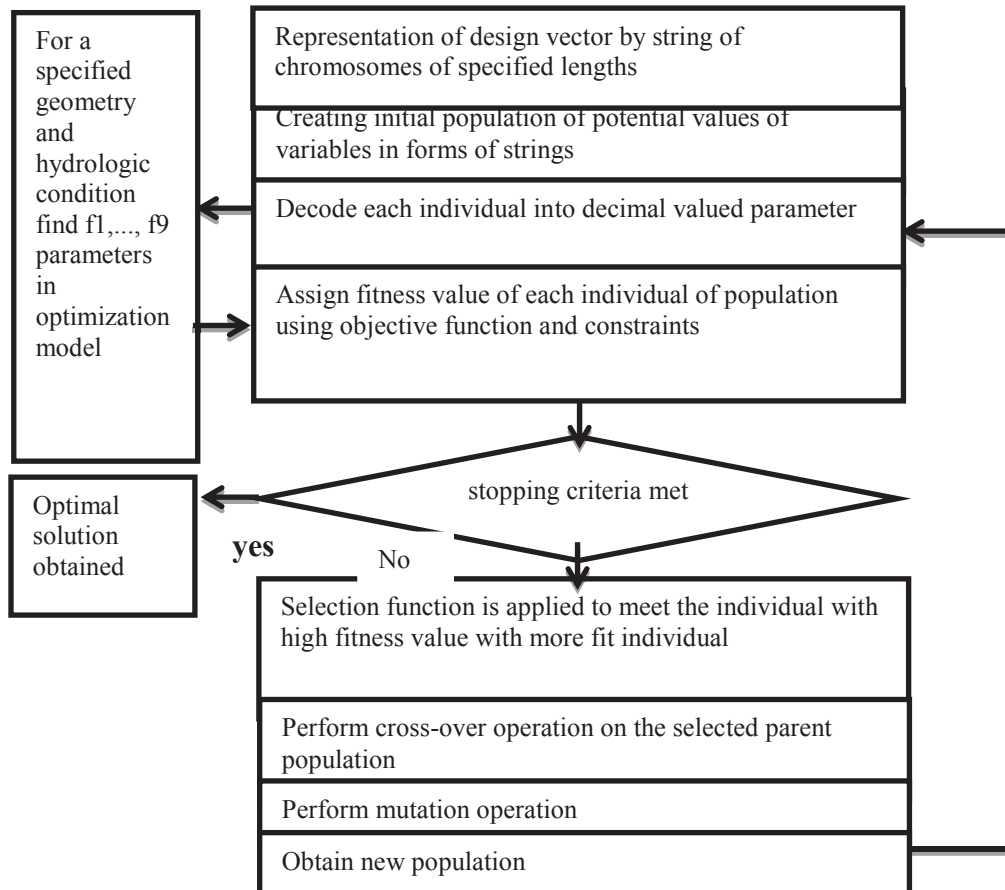 For a
specified
geometry
and
hydrologic
condition
find f1,..., f9
parameters
in
optimization
model
Representation of design vector by string of
chromosomes of specified lengths
Creating initial population of potential values of
variables in forms of strings
Decode each individual into decimal valued parameter
Assign fitness value of each individual of population
using objective function and constraints
stopping criteria met
Optimal
solution
obtained
yes
No
Selection function is applied to meet the individual with
high fitness value with more fit individual
Perform cross-over operation on the selected parent
population
Perform mutation operation
Obtain new population